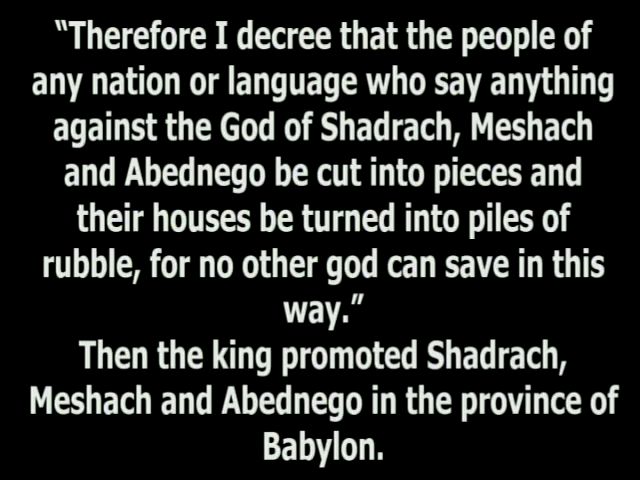 “Therefore I decree that the people of
any nation or language who say anything
against the God of Shadrach, Meshach
and Abednego be cut into pieces and
their houses be turned into piles of
rubble, for no other god can save in this
way.”
Then the king promoted Shadrach,
Meshach and Abednego in the province of
Babylon.